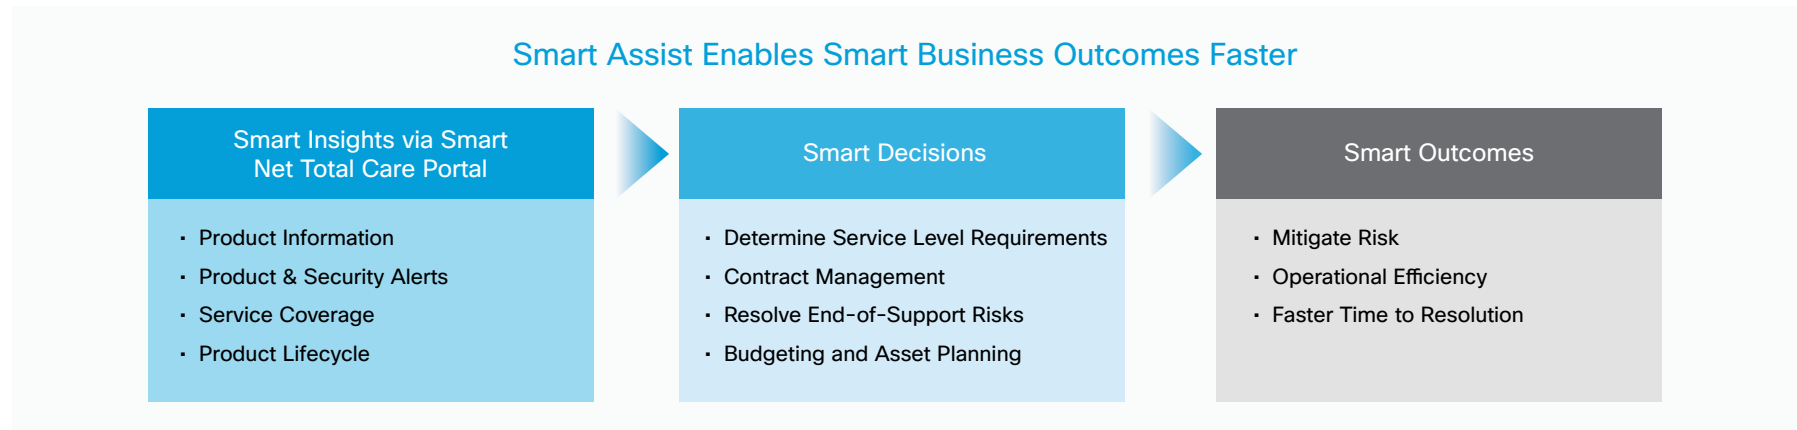 Smart Assist Enables Smart Business Outcomes Faster
Smart Insights via Smart
Net Total Care Portal
· Product Information
· Product & Security Alerts
· Service Coverage
· Product Lifecycle
Smart Decisions
· Determine Service Level Requirements
· Contract Management
· Resolve End-of-Support Risks
· Budgeting and Asset Planning
Smart Outcomes
· Mitigate Risk
· Operational Efficiency
· Faster Time to Resolution